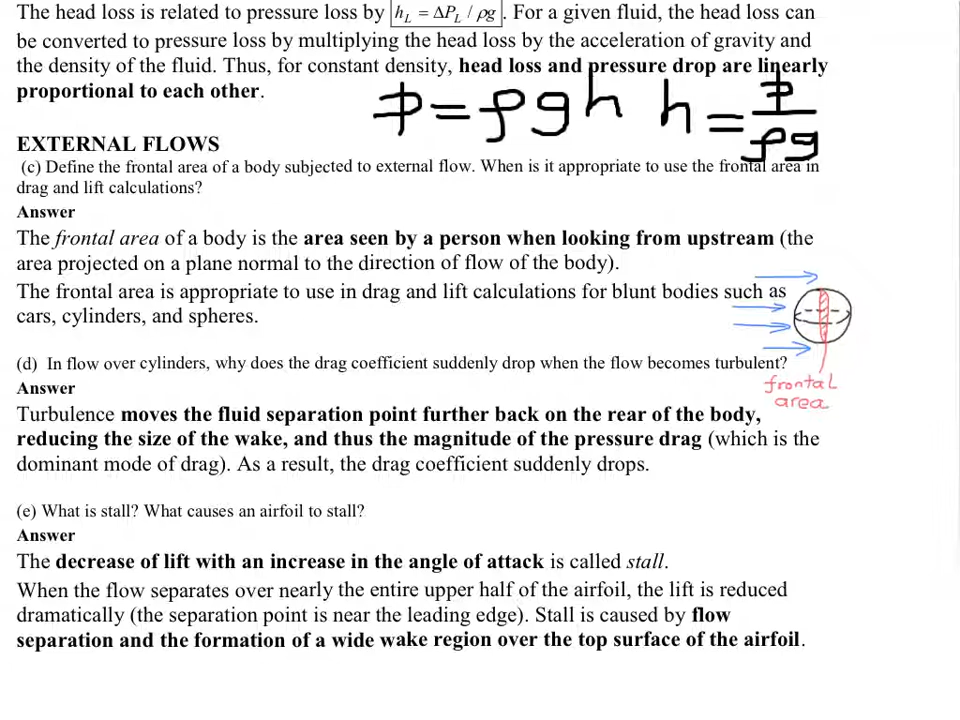 The head loss is related to pressure loss by h_L = ΔP_L / ρg . For a given fluid, the head loss can
be converted to pressure loss by multiplying the head loss by the acceleration of gravity and
the density of the fluid. Thus, for constant density, head loss and pressure drop are linearly
proportional to each other.
P = ρgh h = P/ρg
EXTERNAL FLOWS
(c) Define the frontal area of a body subjected to external flow. When is it appropriate to use the frontal area in
drag and lift calculations?
Answer
The frontal area of a body is the area seen by a person when looking from upstream (the
area projected on a plane normal to the direction of flow of the body).
The frontal area is appropriate to use in drag and lift calculations for blunt bodies such as
cars, cylinders, and spheres.
(d) In flow over cylinders, why does the drag coefficient suddenly drop when the flow becomes turbulent?
frontal
area
Answer
Turbulence moves the fluid separation point further back on the rear of the body,
reducing the size of the wake, and thus the magnitude of the pressure drag (which is the
dominant mode of drag). As a result, the drag coefficient suddenly drops.
(e) What is stall? What causes an airfoil to stall?
Answer
The decrease of lift with an increase in the angle of attack is called stall.
When the flow separates over nearly the entire upper half of the airfoil, the lift is reduced
dramatically (the separation point is near the leading edge). Stall is caused by flow
separation and the formation of a wide wake region over the top surface of the airfoil.